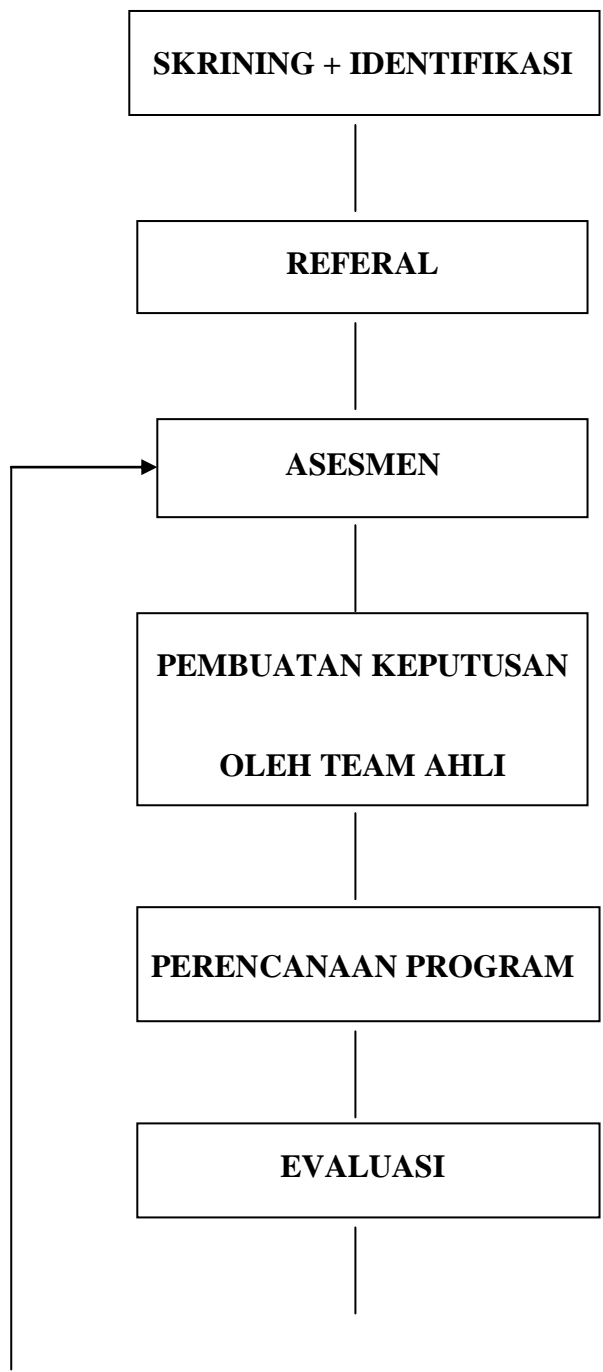 SKRINING + IDENTIFIKASI
REFERAL
ASESMEN
PEMBUATAN KEPUTUSAN
OLEH TEAM AHLI
PERENCANAAN PROGRAM
EVALUASI